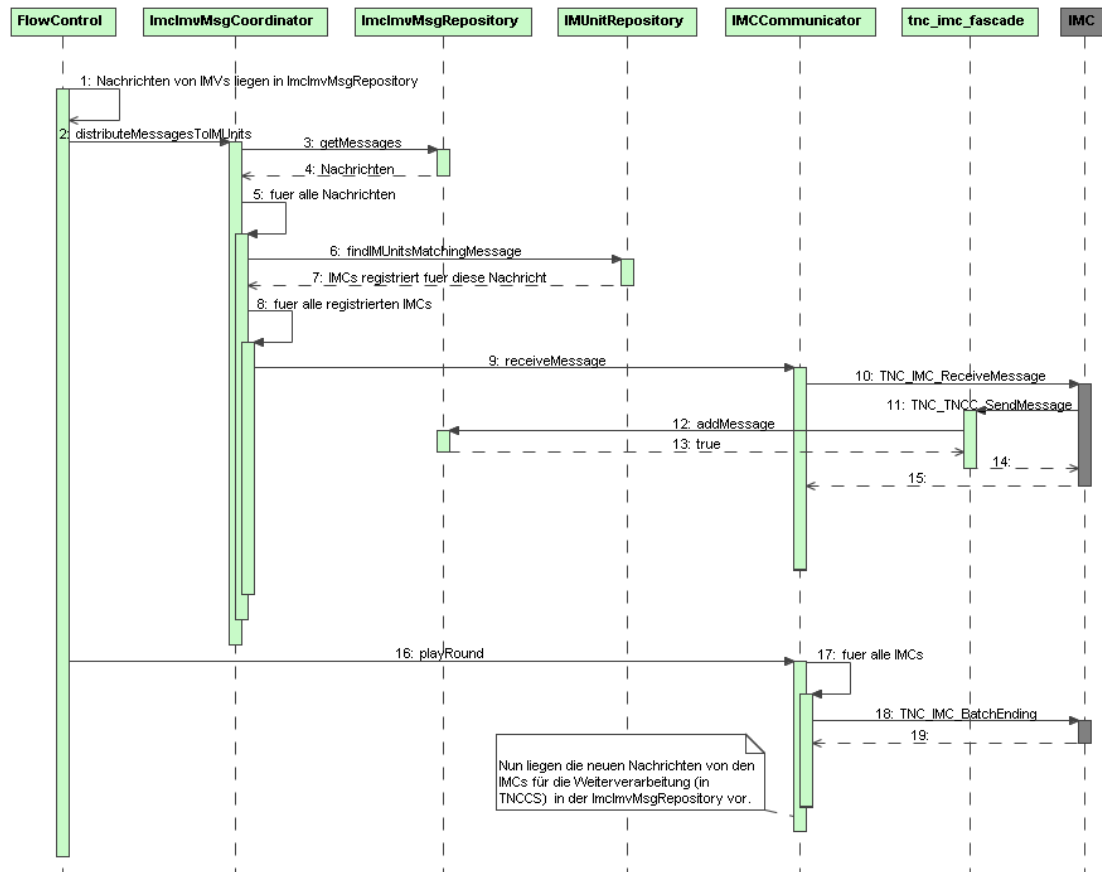 FlowControl
ImcImvMsgCoordinator
ImcImvMsgRepository
IMUnitRepository
IMCCommunicator
tnc_imc_fascade
IMC
1: Nachrichten von IMVs liegen in ImcImvMsgRepository
2: distributeMessagesToIMUnits
3: getMessages
4: Nachrichten
5: fuer alle Nachrichten
6: findIMUnitsMatchingMessage
7: IMCs registriert fuer diese Nachricht
8: fuer alle registrierten IMCs
9: receiveMessage
10: TNC_IMC_ReceiveMessage
11: TNC_TNCC_SendMessage
12: addMessage
13: true
14:
15:
16: playRound
17: fuer alle IMCs
18: TNC_IMC_BatchEnding
19:
Nun liegen die neuen Nachrichten von den
IMCs für die Weiterverarbeitung (in
TNCCS) in der ImcImvMsgRepository vor.